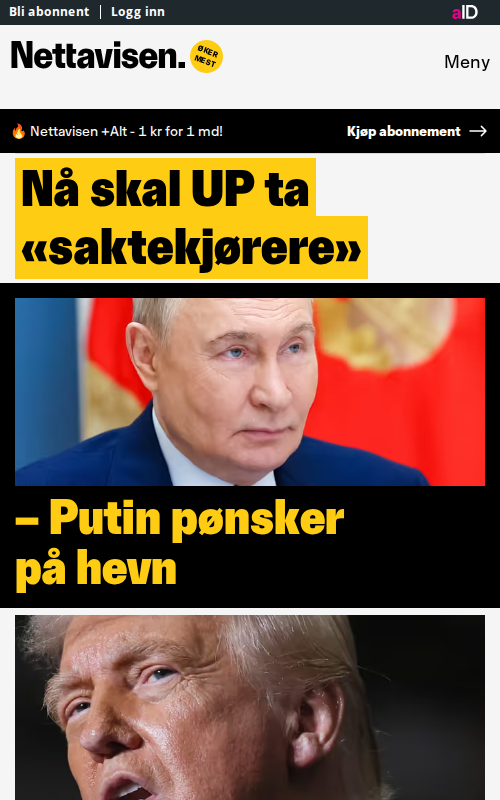 Bli abonnent | Logg inn
aID
Nettavisen.
ØKER
MEST
Meny
🔥 Nettavisen +Alt - 1 kr for 1 md!
Kjøp abonnement →
Nå skal UP ta
«saktekjørere»
– Putin pønsker
på hevn